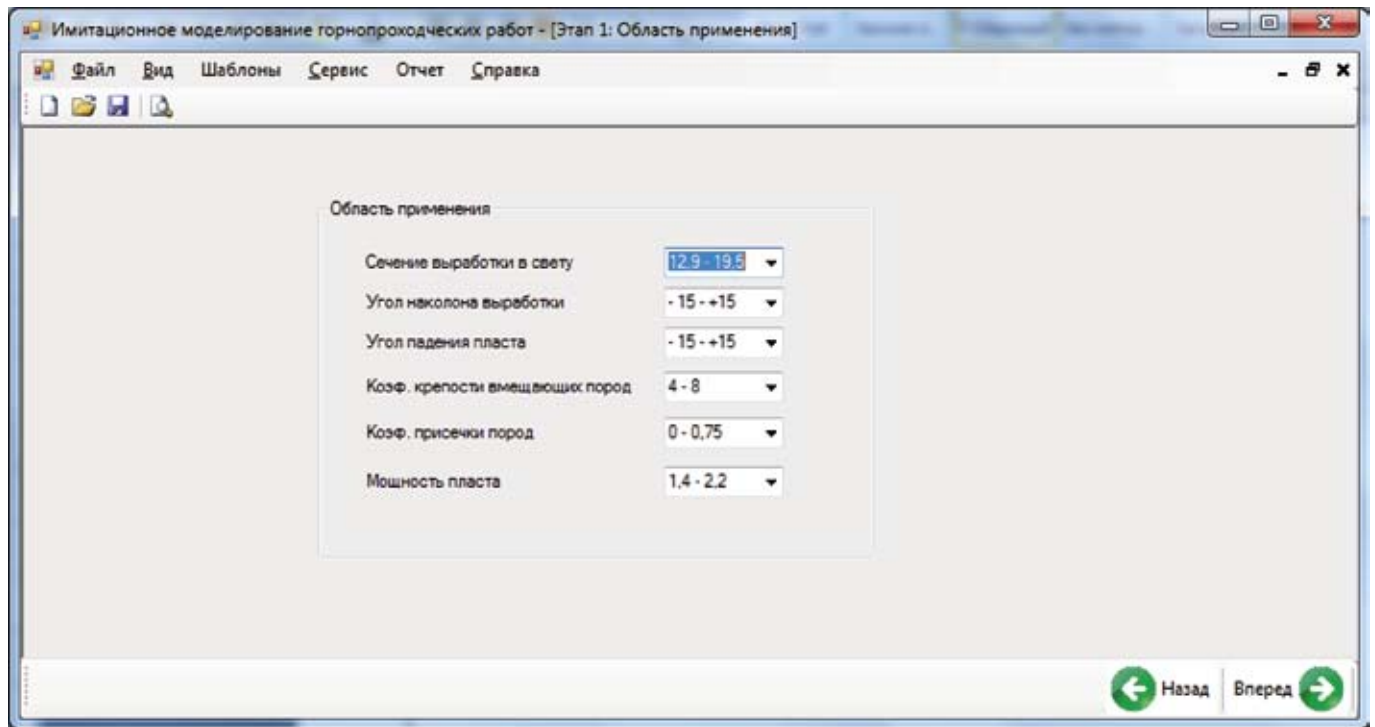 Имитационное моделирование горнопроходческих работ - [Этап 1: Область применения]
Файл Вид Шаблоны Сервис Отчет Справка
Область применения
Сечение выработки в свету 12.9 - 19.5
Угол наколона выработки - 15 - +15
Угол падения пласта - 15 - +15
Коэф. крепости вмещающих пород 4 - 8
Коэф. присечки пород 0 - 0,75
Мощность пласта 1,4 - 2,2
Назад Вперед